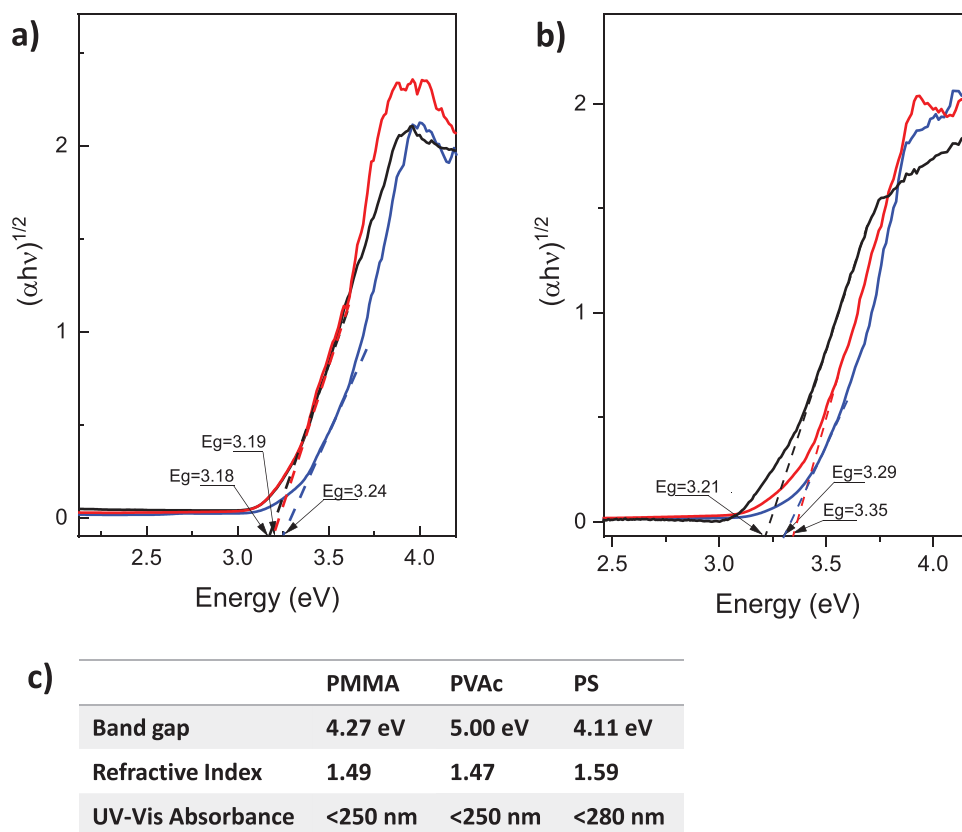 a)
(αhν)1/2
2
1
0
Eg=3.19
Eg=3.18
Eg=3.24
2.5 3.0 3.5 4.0
Energy (eV)
b)
(αhν)1/2
2
1
0
Eg=3.21
Eg=3.29
Eg=3.35
2.5 3.0 3.5 4.0
Energy (eV)
c)
PMMA PVAc PS
Band gap 4.27 eV 5.00 eV 4.11 eV
Refractive Index 1.49 1.47 1.59
UV-Vis Absorbance <250 nm <250 nm <280 nm